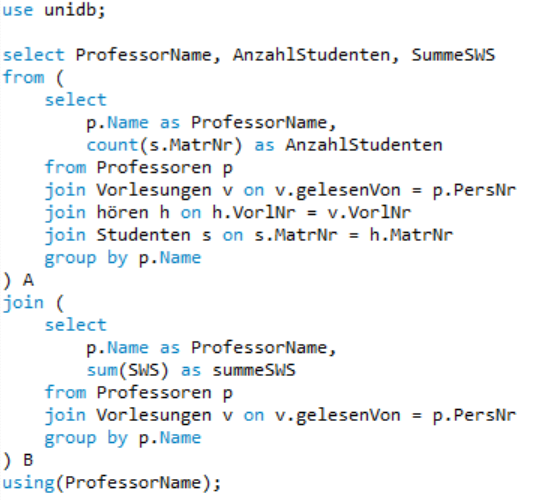 use unidb;

select ProfessorName, AnzahlStudenten, SummeSWS
from (
    select
        p.Name as ProfessorName,
        count(s.MatrNr) as AnzahlStudenten
    from Professoren p
    join Vorlesungen v on v.gelesenVon = p.PersNr
    join hören h on h.VorlNr = v.VorlNr
    join Studenten s on s.MatrNr = h.MatrNr
    group by p.Name
) A
join (
    select
        p.Name as ProfessorName,
        sum(SWS) as summeSWS
    from Professoren p
    join Vorlesungen v on v.gelesenVon = p.PersNr
    group by p.Name
) B
using(ProfessorName);